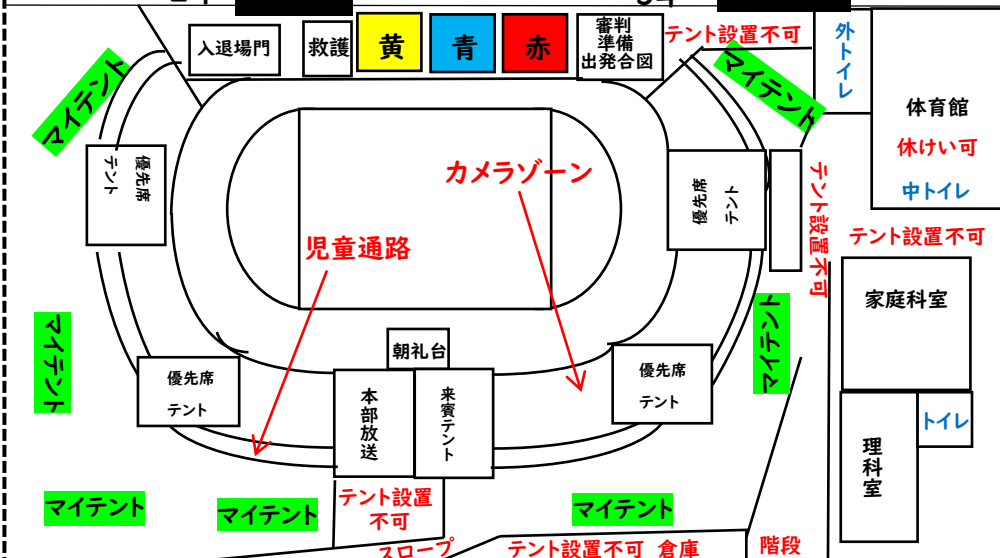 入退場門
救護
黄
青
赤
審判
準備
出発合図
テント設置不可
外トイレ
マイテント
マイテント
体育館
休けい可
中トイレ
優先席
テント
カメラゾーン
優先席
テント
テント設置不可
テント設置不可
児童通路
家庭科室
マイテント
マイテント
朝礼台
優先席
テント
本部放送
来賓テント
優先席
テント
トイレ
理科室
マイテント
マイテント
テント設置
不可
マイテント
スロープ
テント設置不可
倉庫
階段